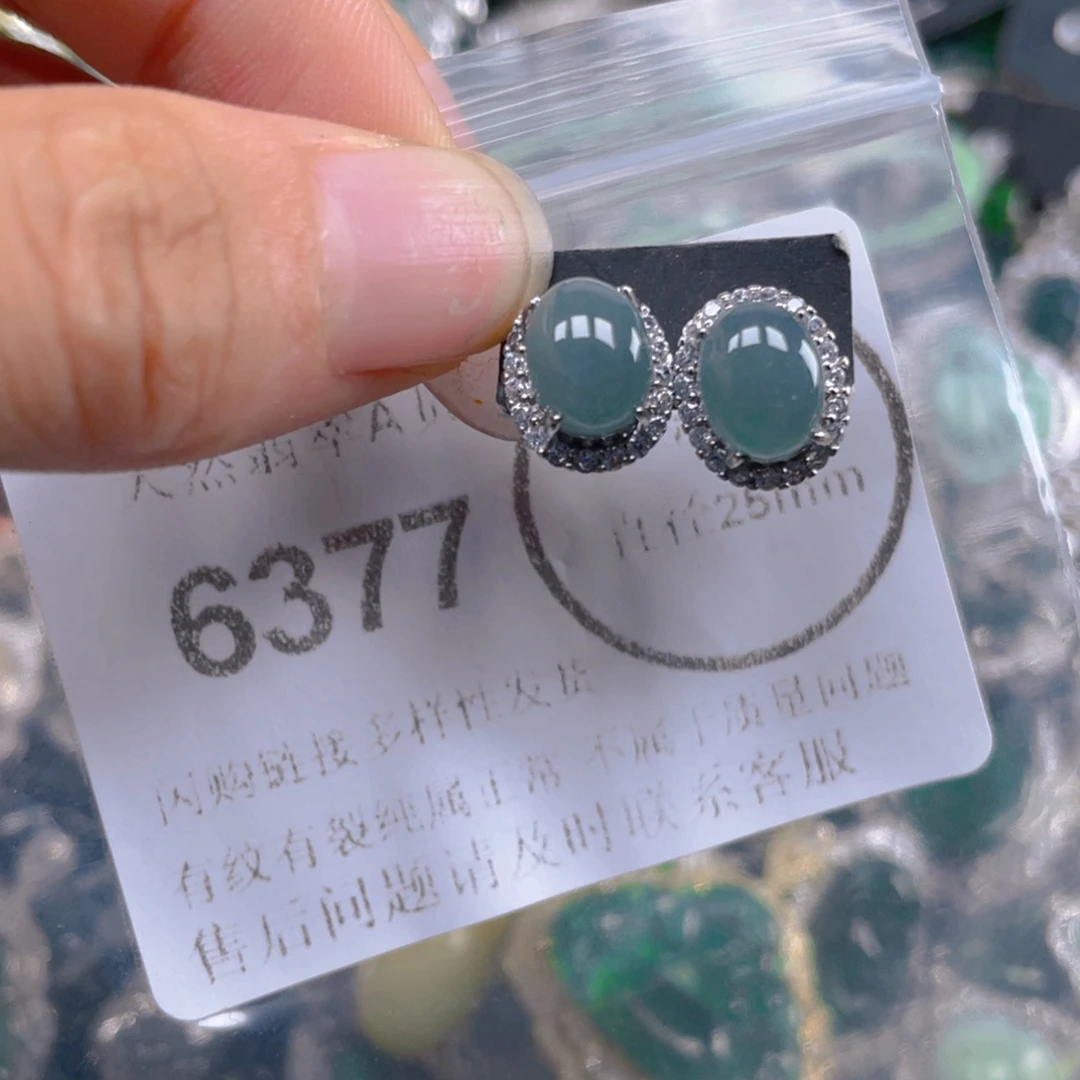 天然翡翠A
6377
直径25mm
闪购链接多样性发货
有纹有裂纯属正常 不属于质量问题
售后问题请及时联系客服